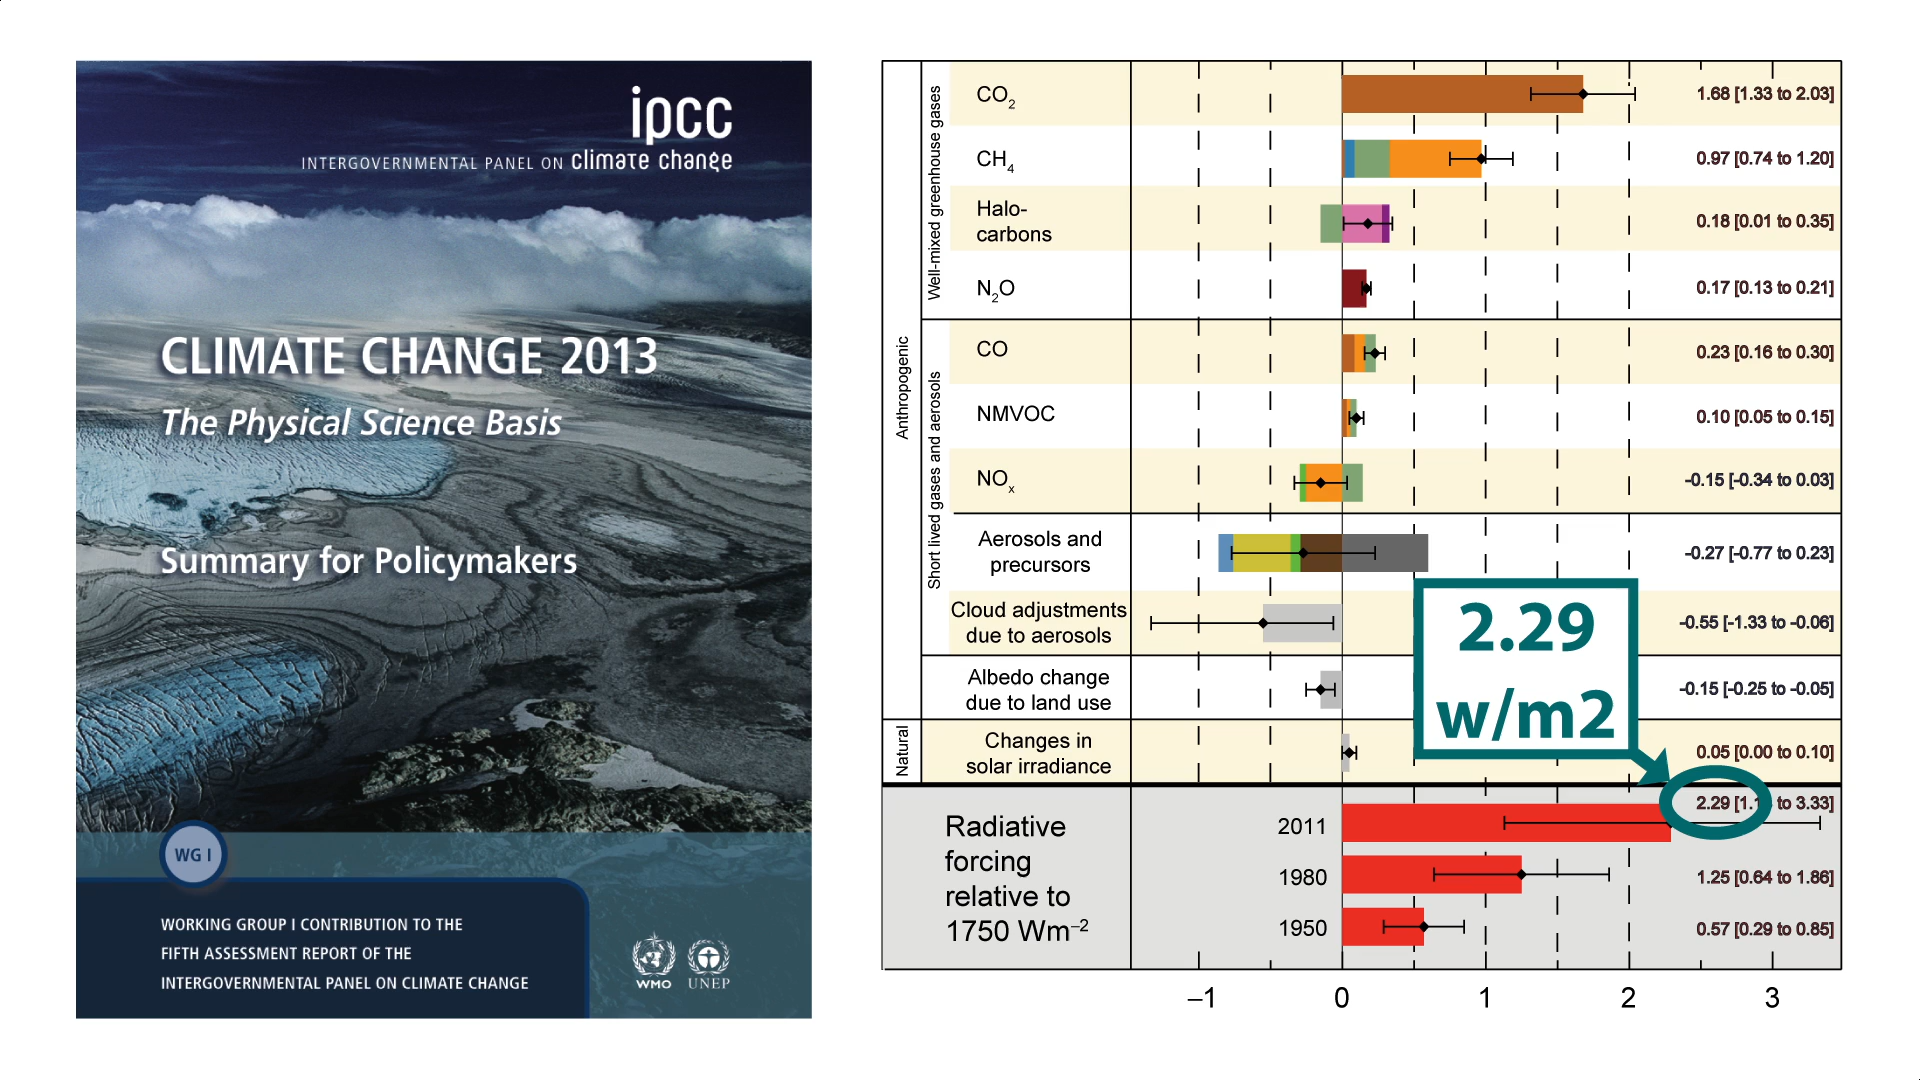 ipcc
INTERGOVERNMENTAL PANEL ON climate change
CLIMATE CHANGE 2013
The Physical Science Basis
Summary for Policymakers
WG I
WORKING GROUP I CONTRIBUTION TO THE
FIFTH ASSESSMENT REPORT OF THE
INTERGOVERNMENTAL PANEL ON CLIMATE CHANGE
WMO
UNEP
Anthropogenic
Natural
Well-mixed greenhouse gases
Short lived gases and aerosols
CO2
1.68 [1.33 to 2.03]
CH4
0.97 [0.74 to 1.20]
Halo-
carbons
0.18 [0.01 to 0.35]
N2O
0.17 [0.13 to 0.21]
CO
0.23 [0.16 to 0.30]
NMVOC
0.10 [0.05 to 0.15]
NOx
-0.15 [-0.34 to 0.03]
Aerosols and
precursors
-0.27 [-0.77 to 0.23]
Cloud adjustments
due to aerosols
-0.55 [-1.33 to -0.06]
Albedo change
due to land use
-0.15 [-0.25 to -0.05]
Changes in
solar irradiance
0.05 [0.00 to 0.10]
2.29
w/m2
Radiative
forcing
relative to
1750 Wm–2
2011
2.29 to 3.33]
1980
1.25 [0.64 to 1.86]
1950
0.57 [0.29 to 0.85]
–1 0 1 2 3